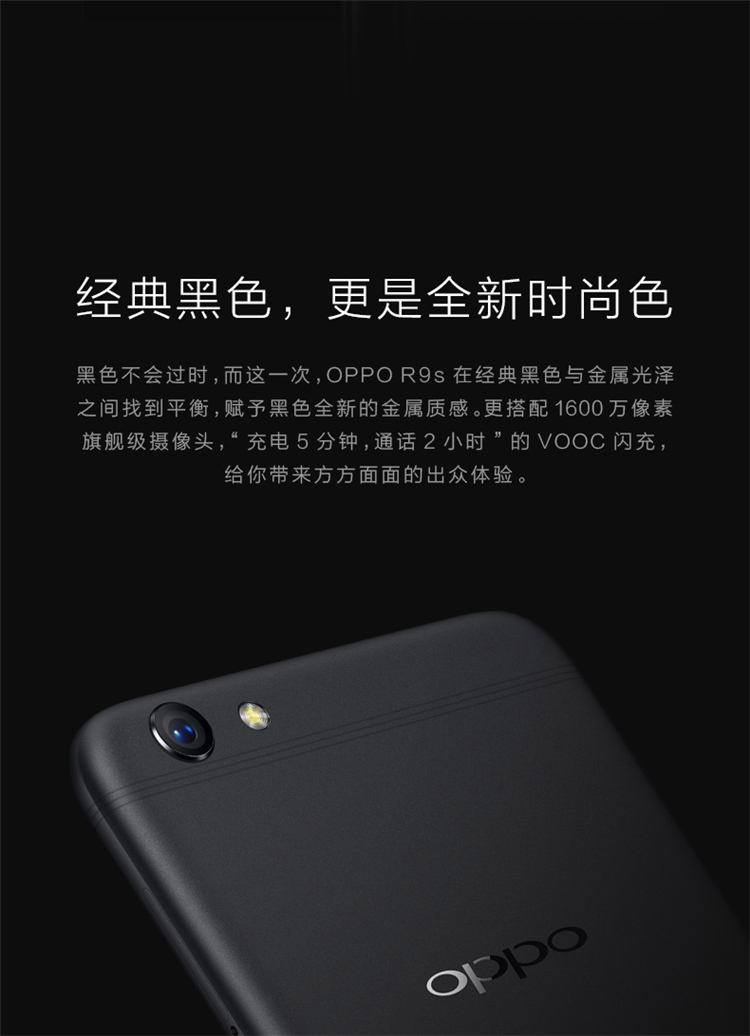 经典黑色，更是全新时尚色
黑色不会过时，而这一次，OPPO R9s 在经典黑色与金属光泽
之间找到平衡，赋予黑色全新的金属质感。更搭配 1600 万像素
旗舰级摄像头，“ 充电 5 分钟，通话 2 小时 ” 的 VOOC 闪充，
给你带来方方面面的出众体验。
oppo